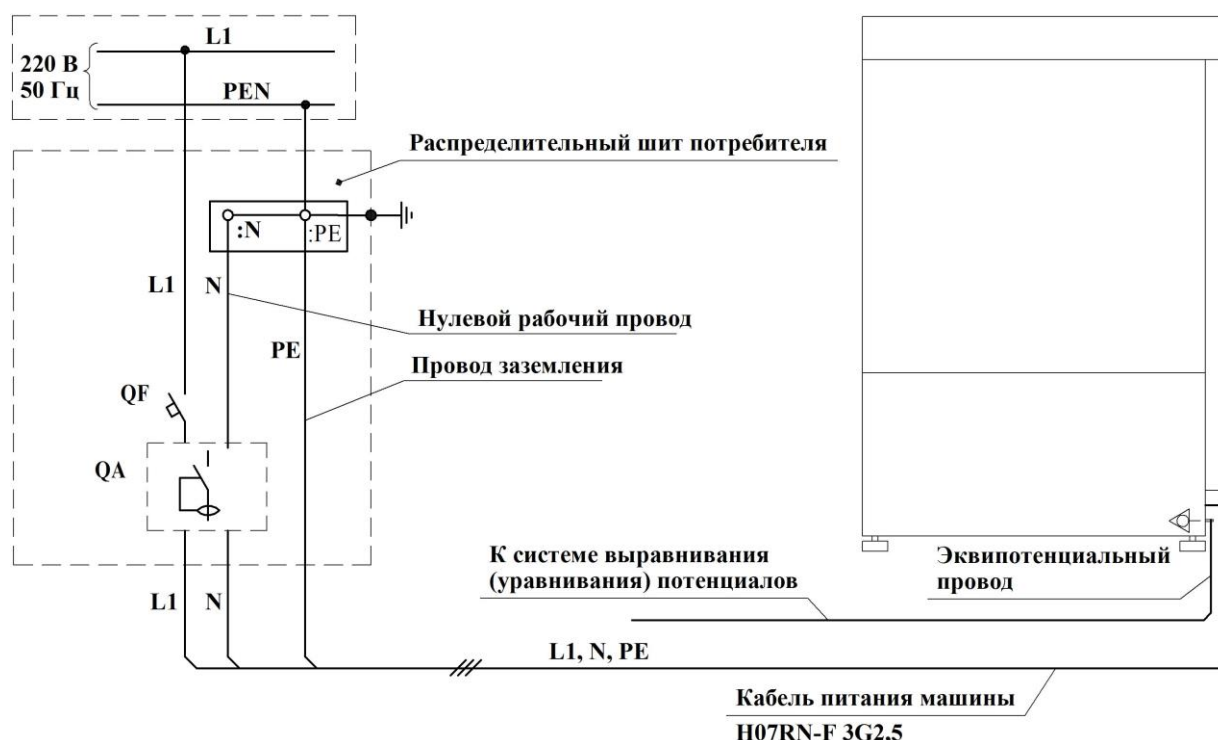 L1
220 В
50 Гц
PEN
Распределительный шит потребителя
:N
:PE
L1
N
Нулевой рабочий провод
PE
Провод заземления
QF
QA
К системе выравнивания
(уравнивания) потенциалов
Эквипотенциальный
провод
L1
N
L1, N, PE
Кабель питания машины
H07RN-F 3G2,5